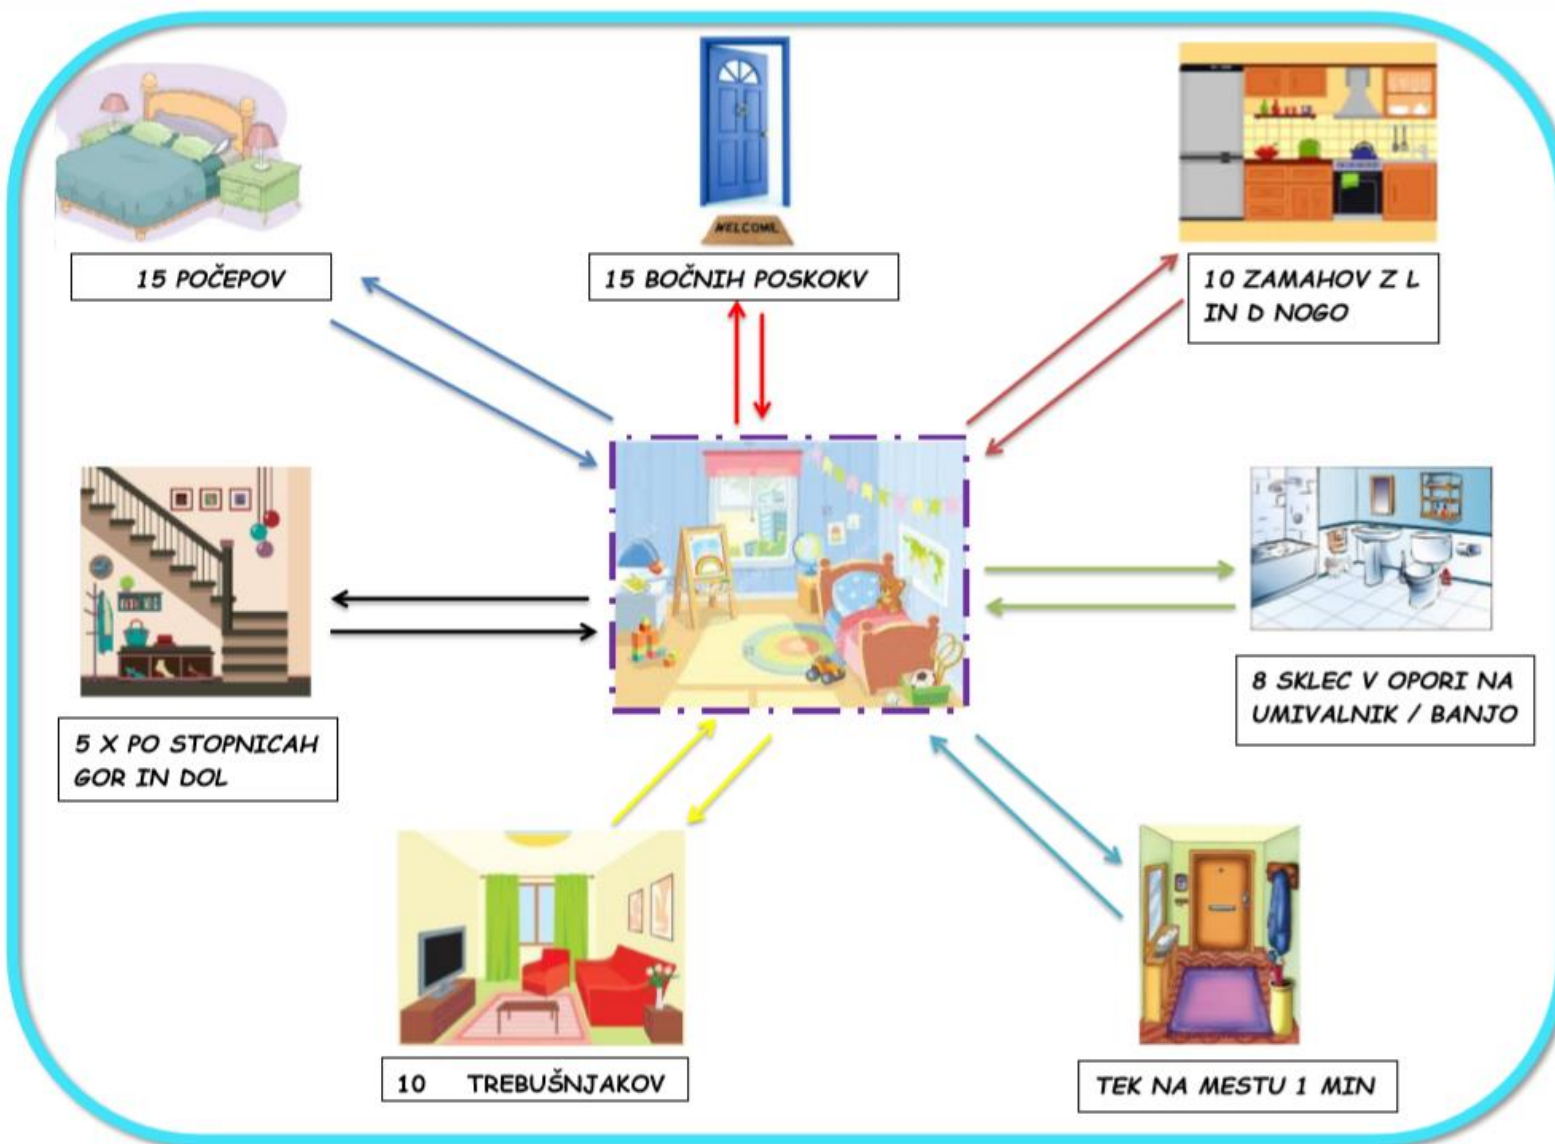 WELCOME
15 POČEPOV
15 BOČNIH POSKOKV
10 ZAMAHOV Z L
IN D NOGO
5 X PO STOPNICAH
GOR IN DOL
8 SKLEC V OPORI NA
UMIVALNIK / BANJO
10 TREBUŠNJAKOV
TEK NA MESTU 1 MIN